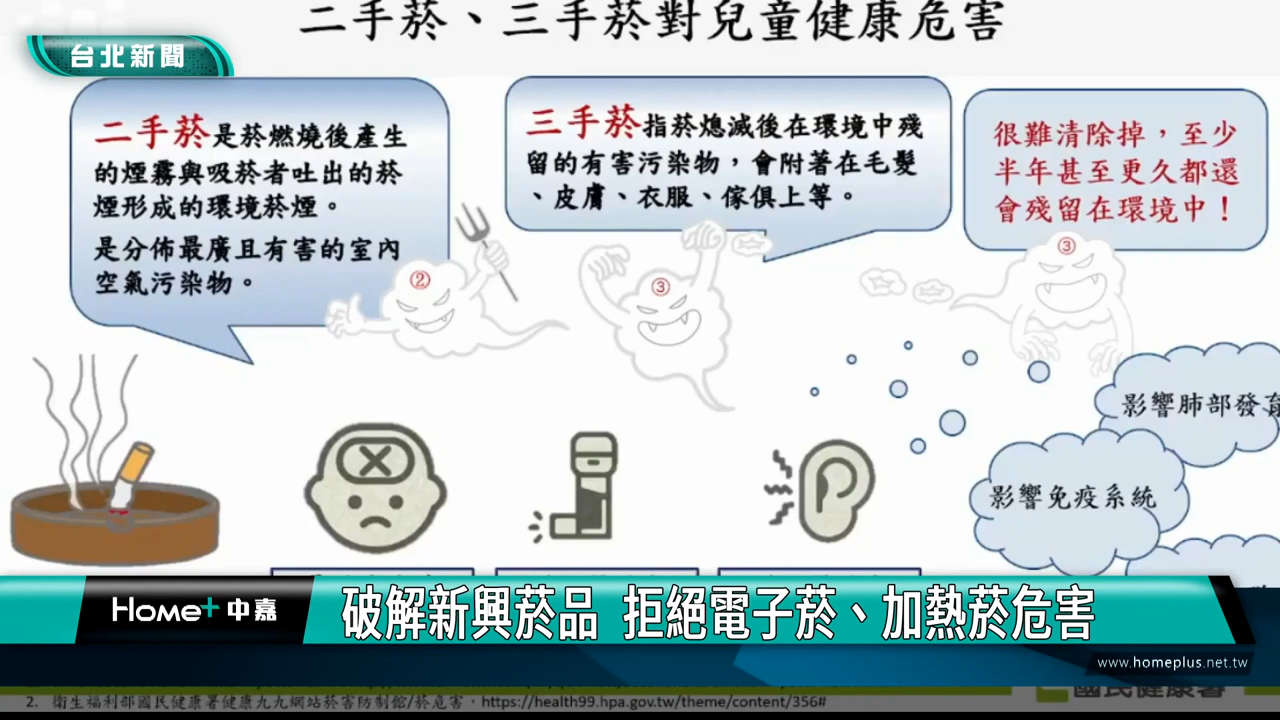 二手菸、三手菸對兒童健康危害
台北新聞
二手菸是菸燃燒後產生
的煙霧與吸菸者吐出的菸
煙形成的環境菸煙。
是分佈最廣且有害的室內
空氣污染物。
三手菸指菸熄滅後在環境中殘
留的有害污染物，會附著在毛髮
、皮膚、衣服、傢俱上等。
很難清除掉，至少
半年甚至更久都還
會殘留在環境中！
②
③
③
影響肺部發育
影響免疫系統
Home+中嘉
破解新興菸品 拒絕電子菸、加熱菸危害
www.homeplus.net.tw
國民健康署
2. 衛生福利部國民健康署健康九九網站菸害防制館/菸危害，https://health99.hpa.gov.tw/theme/content/356#